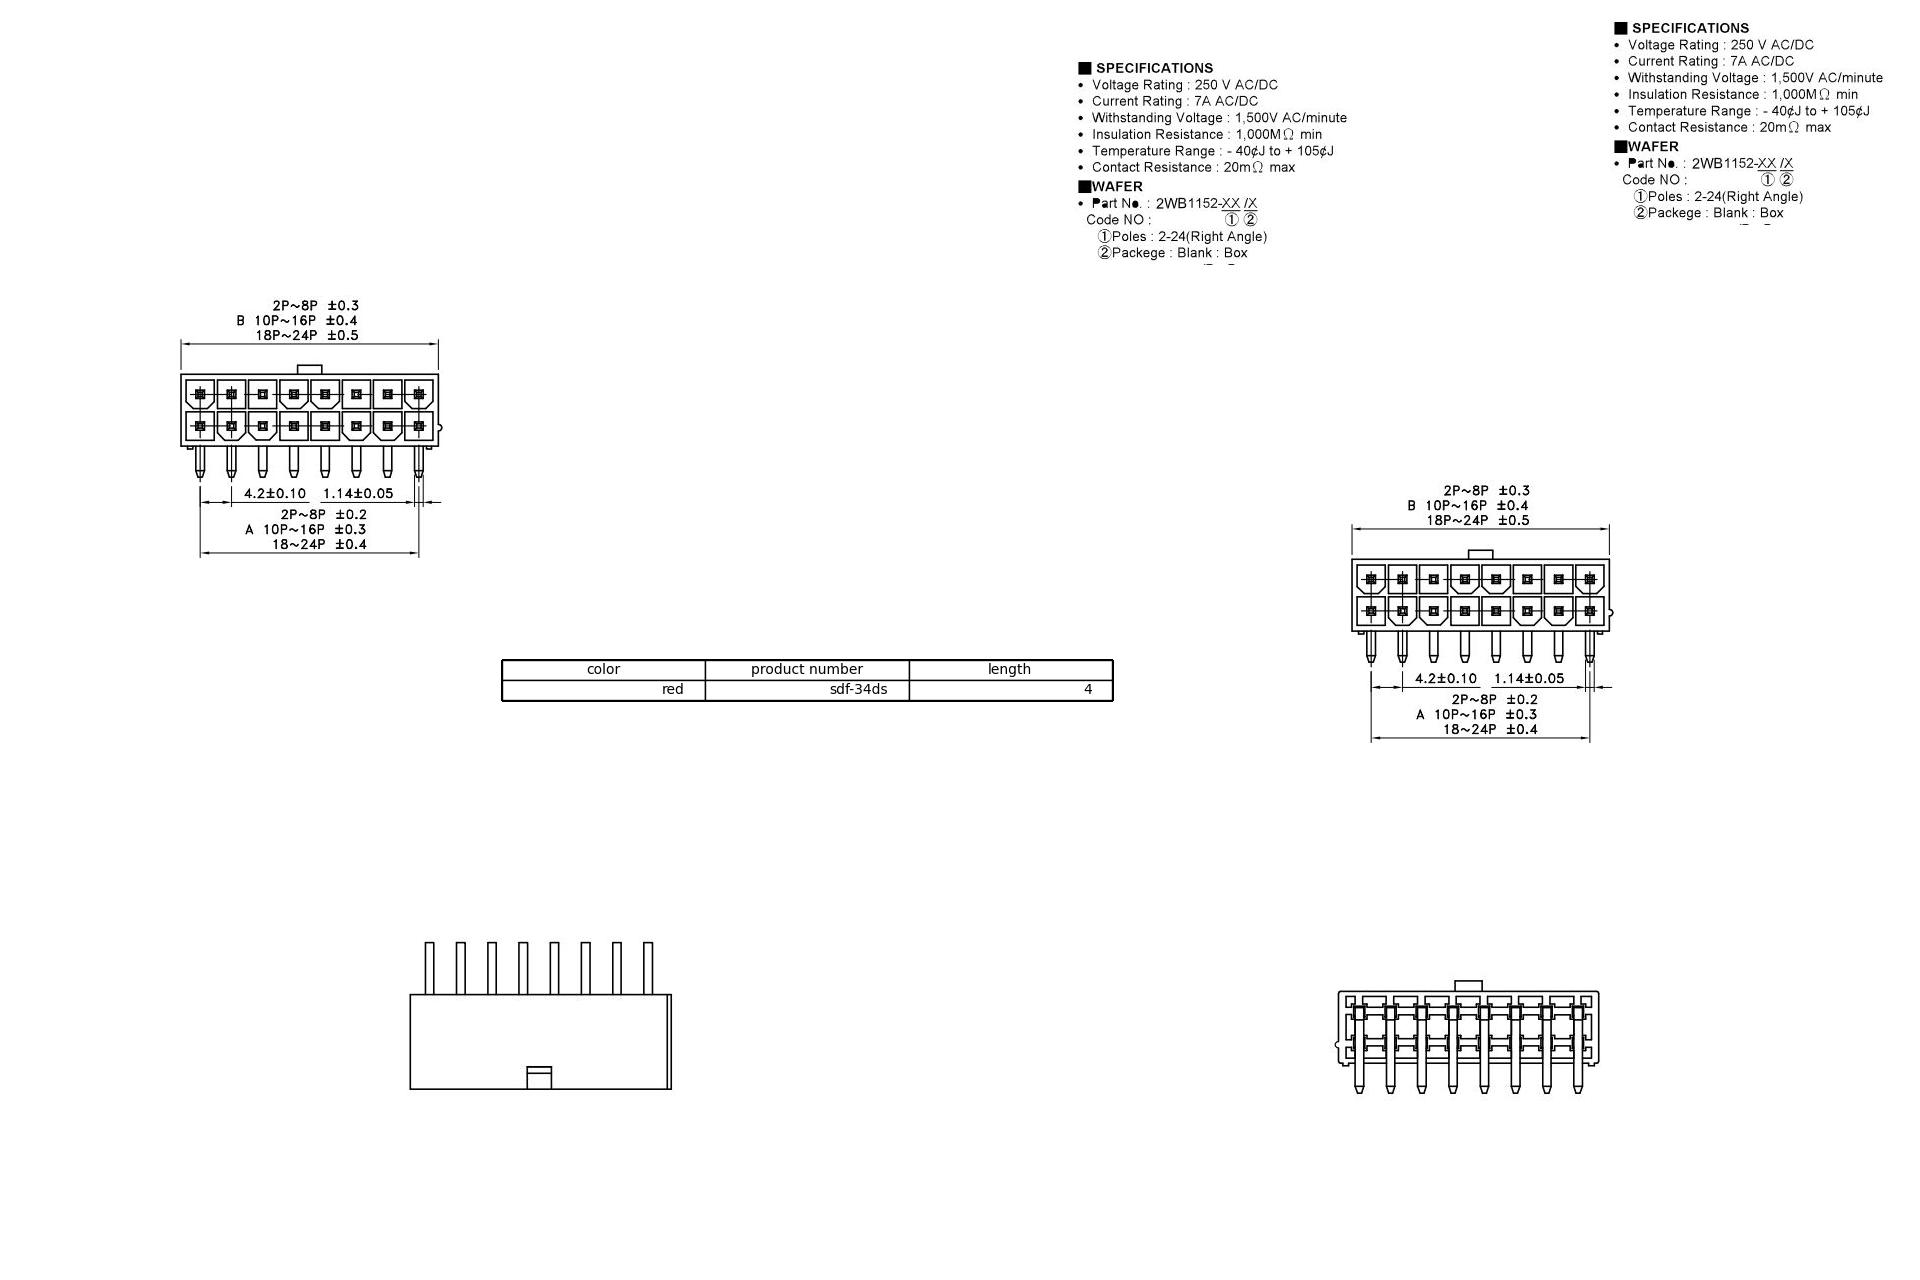 ■ SPECIFICATIONS
• Voltage Rating : 250 V AC/DC
• Current Rating : 7A AC/DC
• Withstanding Voltage : 1,500V AC/minute
• Insulation Resistance : 1,000MΩ min
• Temperature Range : - 40¢J to + 105¢J
• Contact Resistance : 20mΩ max
■WAFER
• Part No. : 2WB1152-XX /X
Code NO : ① ②
①Poles : 2-24(Right Angle)
②Packege : Blank : Box
■ SPECIFICATIONS
• Voltage Rating : 250 V AC/DC
• Current Rating : 7A AC/DC
• Withstanding Voltage : 1,500V AC/minute
• Insulation Resistance : 1,000MΩ min
• Temperature Range : - 40¢J to + 105¢J
• Contact Resistance : 20mΩ max
■WAFER
• Part No. : 2WB1152-XX /X
Code NO : ① ②
①Poles : 2-24(Right Angle)
②Packege : Blank : Box
2P~8P ±0.3
B 10P~16P ±0.4
18P~24P ±0.5
4.2±0.10 1.14±0.05
2P~8P ±0.2
A 10P~16P ±0.3
18~24P ±0.4
2P~8P ±0.3
B 10P~16P ±0.4
18P~24P ±0.5
4.2±0.10 1.14±0.05
2P~8P ±0.2
A 10P~16P ±0.3
18~24P ±0.4
color product number length
red sdf-34ds 4